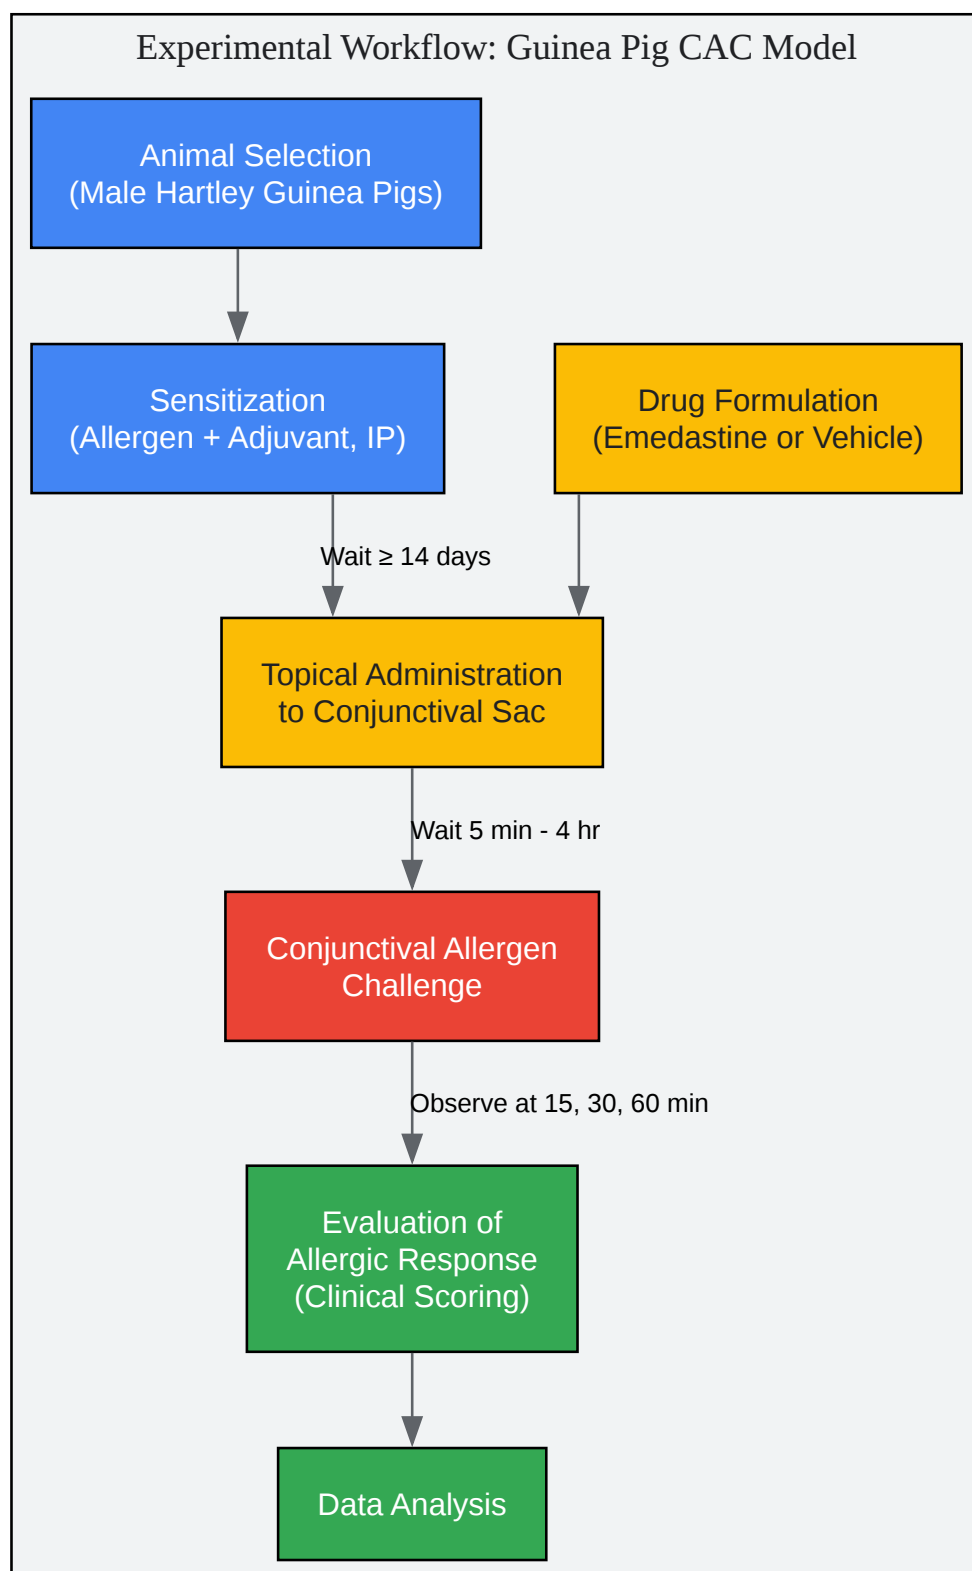 Experimental Workflow: Guinea Pig CAC Model
Animal Selection
(Male Hartley Guinea Pigs)
Sensitization
(Allergen + Adjuvant, IP)
Drug Formulation
(Emedastine or Vehicle)
Wait ≥ 14 days
Topical Administration
to Conjunctival Sac
Wait 5 min - 4 hr
Conjunctival Allergen
Challenge
Observe at 15, 30, 60 min
Evaluation of
Allergic Response
(Clinical Scoring)
Data Analysis